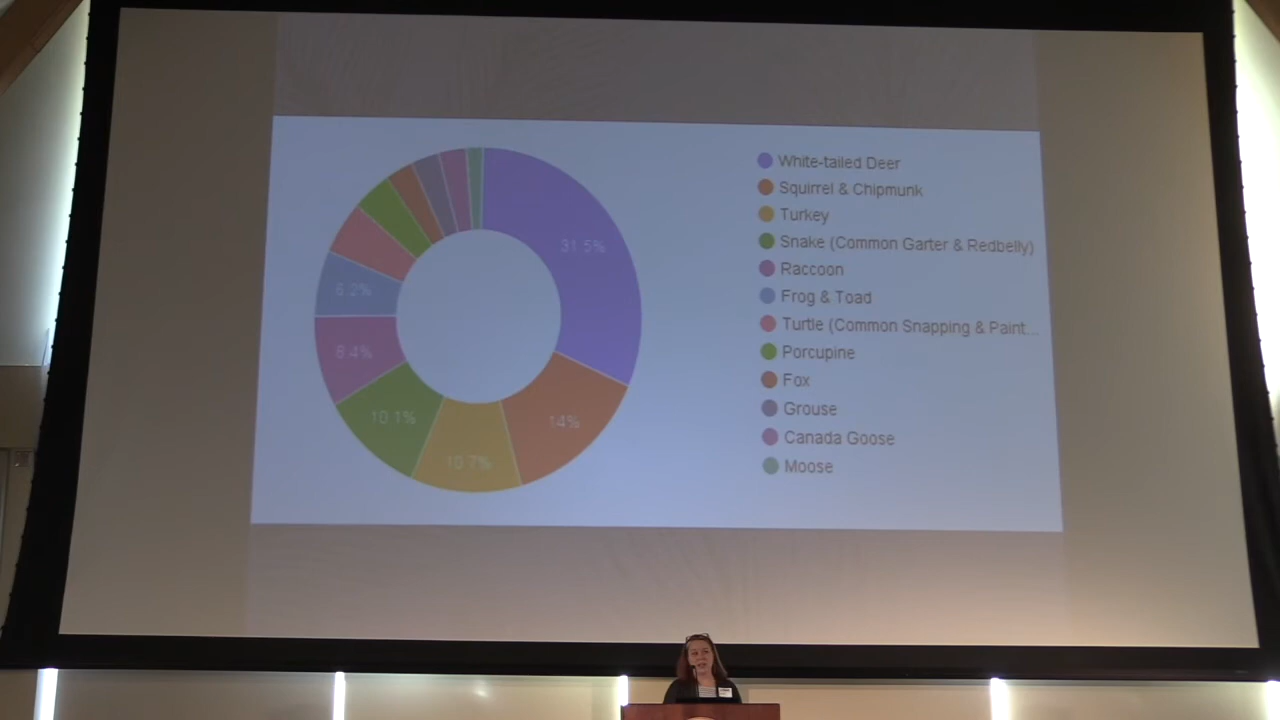 31.5%
14%
10.7%
10.1%
8.4%
6.2%
White-tailed Deer
Squirrel & Chipmunk
Turkey
Snake (Common Garter & Redbelly)
Raccoon
Frog & Toad
Turtle (Common Snapping & Paint...
Porcupine
Fox
Grouse
Canada Goose
Moose